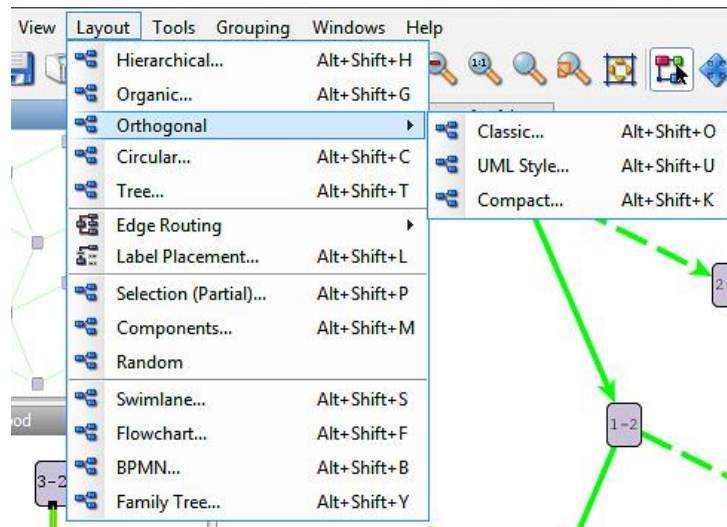 View Layout Tools Grouping Windows Help
1:1
Hierarchical... Alt+Shift+H
Organic... Alt+Shift+G
Orthogonal
Circular... Alt+Shift+C
Tree... Alt+Shift+T
Edge Routing
Label Placement... Alt+Shift+L
Selection (Partial)... Alt+Shift+P
Components... Alt+Shift+M
Random
Swimlane... Alt+Shift+S
Flowchart... Alt+Shift+F
BPMN... Alt+Shift+B
Family Tree... Alt+Shift+Y
Classic... Alt+Shift+O
UML Style... Alt+Shift+U
Compact... Alt+Shift+K
1-2
3-2